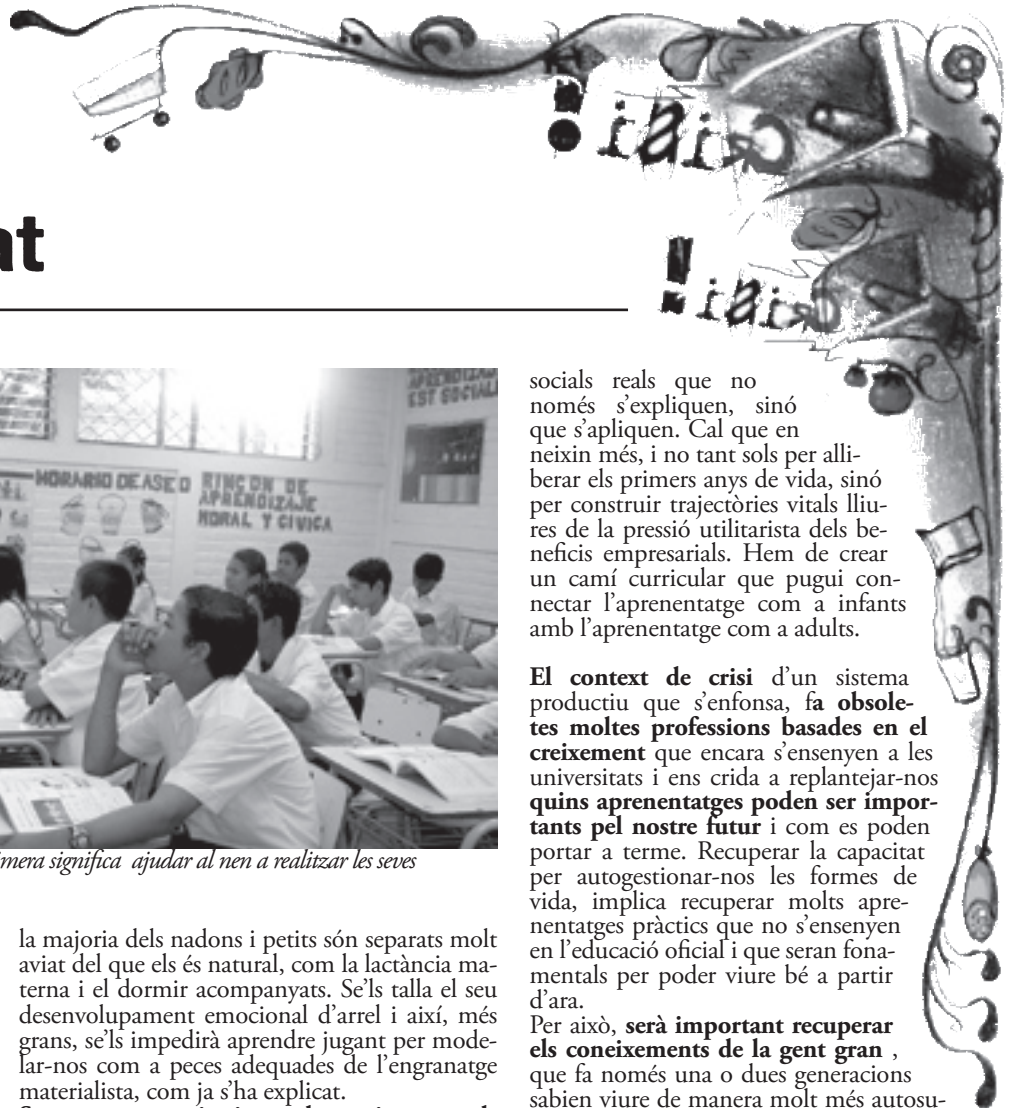 at
! idio
! idio
APRENDIZAJ
EST SOCIAL
HORARIO DE ASEO
RINCON DE
APRENDIZAJE
MORAL Y CIVICA
mera significa ajudar al nen a realitzar les seves
la majoria dels nadons i petits són separats molt
aviat del que els és natural, com la lactància ma-
terna i el dormir acompanyats. Se'ls talla el seu
desenvolupament emocional d'arrel i així, més
grans, se'ls impedirà aprendre jugant per mode-
lar-nos com a peces adequades de l'engranatge
materialista, com ja s'ha explicat.
socials reals que no
només s'expliquen, sinó
que s'apliquen. Cal que en
neixin més, i no tant sols per alli-
berar els primers anys de vida, sinó
per construir trajectòries vitals lliu-
res de la pressió utilitarista dels be-
neficis empresarials. Hem de crear
un camí curricular que pugui con-
nectar l'aprenentatge com a infants
amb l'aprenentatge com a adults.
El context de crisi d'un sistema
productiu que s'enfonsa, fa obsole-
tes moltes professions basades en el
creixement que encara s'ensenyen a les
universitats i ens crida a replantejar-nos
quins aprenentatges poden ser impor-
tants pel nostre futur i com es poden
portar a terme. Recuperar la capacitat
per autogestionar-nos les formes de
vida, implica recuperar molts apre-
nentatges pràctics que no s'ensenyen
en l'educació oficial i que seran fona-
mentals per poder viure bé a partir
d'ara.
Per això, serà important recuperar
els coneixements de la gent gran ,
que fa només una o dues generacions
sabien viure de manera molt més autosu-